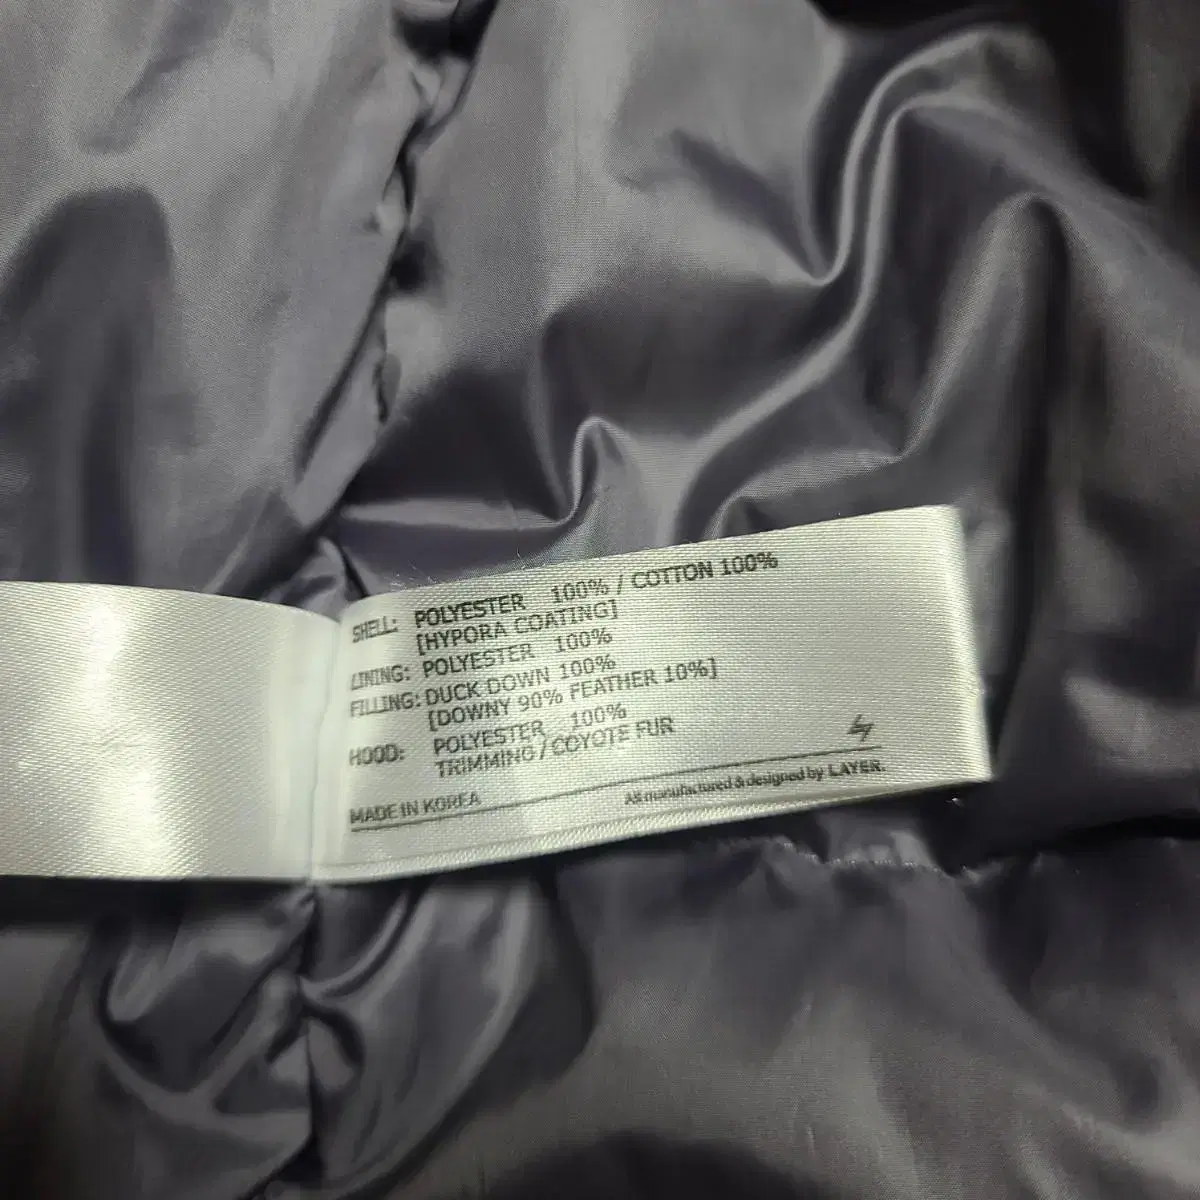 SHELL: POLYESTER 100% / COTTON 100%
[HYPORA COATING]
LINING: POLYESTER 100%
FILLING: DUCK DOWN 100%
[DOWNY 90% FEATHER 10%]
HOOD: POLYESTER 100%
TRIMMING / COYOTE FUR
MADE IN KOREA
All manufactured & designed by LAYER.